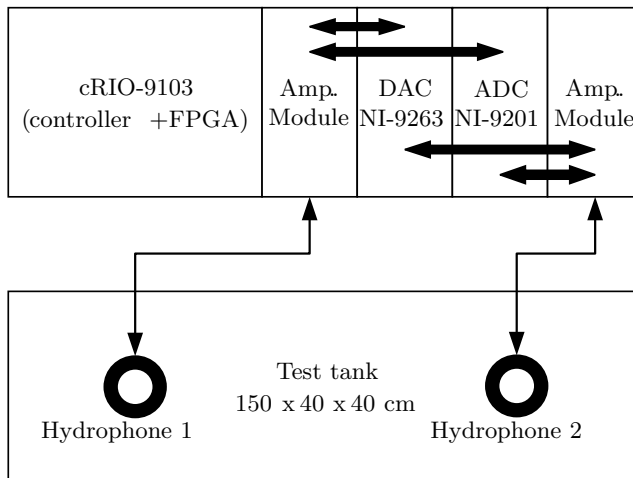 cRIO-9103
(controller +FPGA)
Amp.
Module
DAC
NI-9263
ADC
NI-9201
Amp.
Module
Test tank
150 x 40 x 40 cm
Hydrophone 1
Hydrophone 2